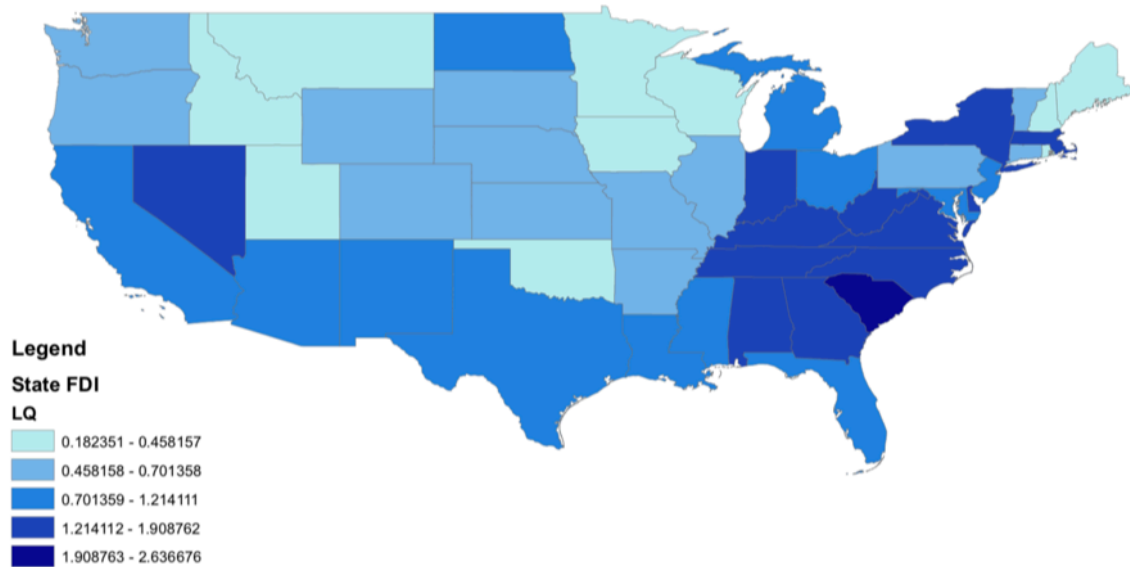 Legend
State FDI
LQ
0.182351 - 0.458157
0.458158 - 0.701358
0.701359 - 1.214111
1.214112 - 1.908762
1.908763 - 2.636676